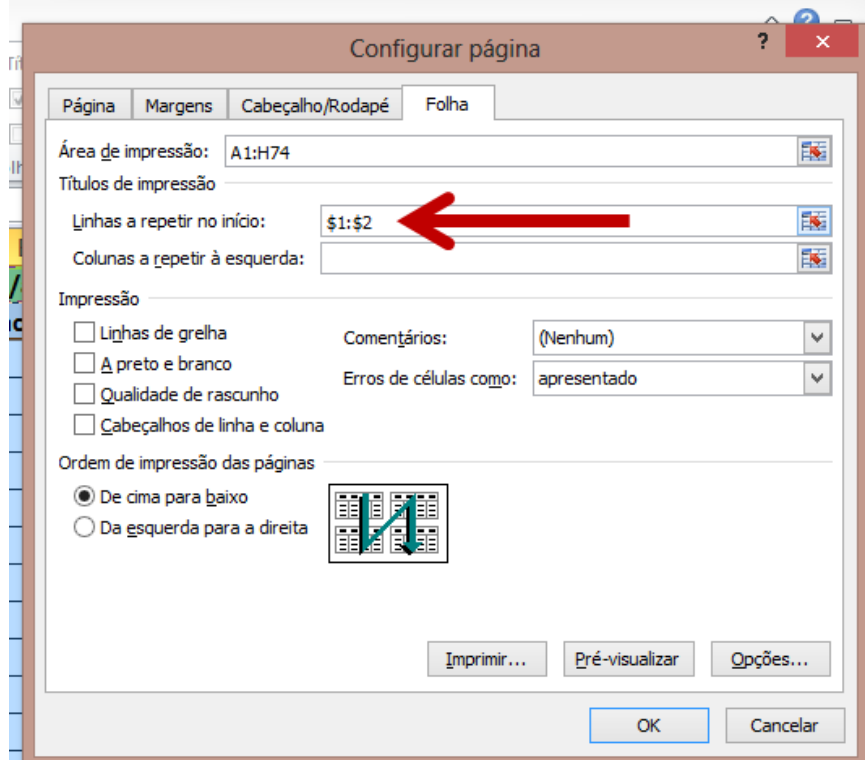 Configurar página
?
Página Margens Cabeçalho/Rodapé Folha
Área de impressão: A1:H74
Títulos de impressão
Linhas a repetir no início: $1:$2
Colunas a repetir à esquerda:
Impressão
Linhas de grelha
A preto e branco
Qualidade de rascunho
Cabeçalhos de linha e coluna
Comentários: (Nenhum)
Erros de células como: apresentado
Ordem de impressão das páginas
De cima para baixo
Da esquerda para a direita
Imprimir... Pré-visualizar Opções...
OK Cancelar